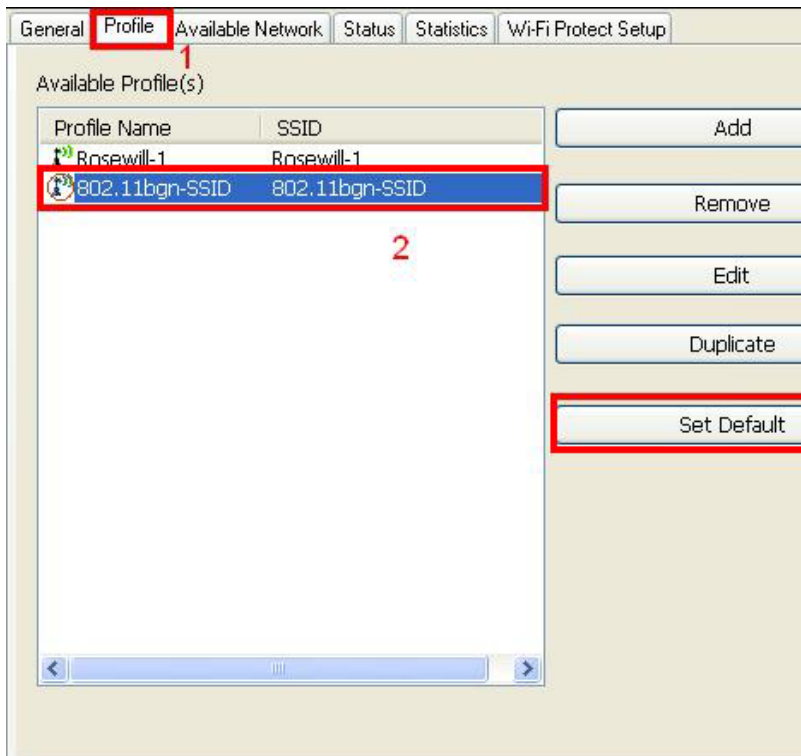 General Profile Available Network Status Statistics Wi-Fi Protect Setup
1
Available Profile(s)
Profile Name SSID
Rosewill-1 Rosewill-1
802.11bgn-SSID 802.11bgn-SSID
2
Add
Remove
Edit
Duplicate
Set Default